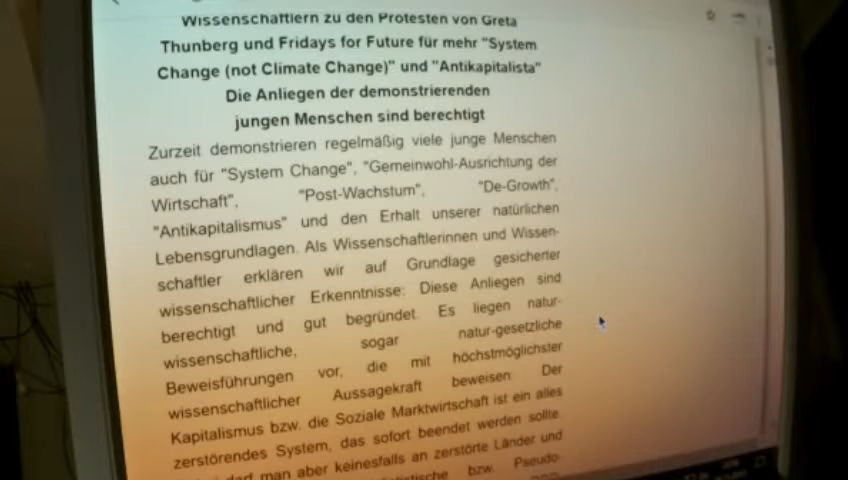 Wissenschaftlern zu den Protesten von Greta
Thunberg und Fridays for Future für mehr "System
Change (not Climate Change)" und "Antikapitalista"
Die Anliegen der demonstrierenden
jungen Menschen sind berechtigt
Zurzeit demonstrieren regelmäßig viele junge Menschen
auch für "System Change", "Gemeinwohl-Ausrichtung der
Wirtschaft", "Post-Wachstum", "De-Growth",
"Antikapitalismus" und den Erhalt unserer natürlichen
Lebensgrundlagen. Als Wissenschaftlerinnen und Wissen-
schaftler erklären wir auf Grundlage gesicherter
wissenschaftlicher Erkenntnisse: Diese Anliegen sind
berechtigt und gut begründet. Es liegen natur-
wissenschaftliche, sogar natur-gesetzliche
Beweisführungen vor, die mit höchstmöglichster
wissenschaftlicher Aussagekraft beweisen: Der
Kapitalismus bzw. die Soziale Marktwirtschaft ist ein alles
zerstörendes System, das sofort beendet werden sollte.
darf man aber keinesfalls an zerstörte Länder und
bzw. Pseudo-